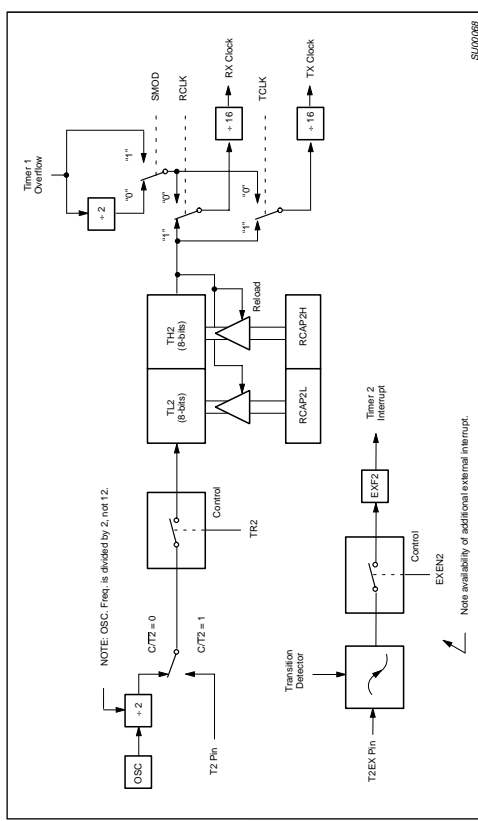 Timer 1
Overflow
÷ 2
"0"
"1"
SMOD
RCLK
"1"
"0"
÷ 16
RX Clock
TCLK
"1"
"0"
÷ 16
TX Clock
NOTE: OSC. Freq. is divided by 2, not 12.
OSC
÷ 2
C/T2 = 0
C/T2 = 1
T2 Pin
Control
TR2
TL2
(8-bits)
TH2
(8-bits)
Reload
RCAP2L
RCAP2H
Transition
Detector
T2EX Pin
Control
EXEN2
EXF2
Timer 2
Interrupt
Note availability of additional external interrupt.
SU00068